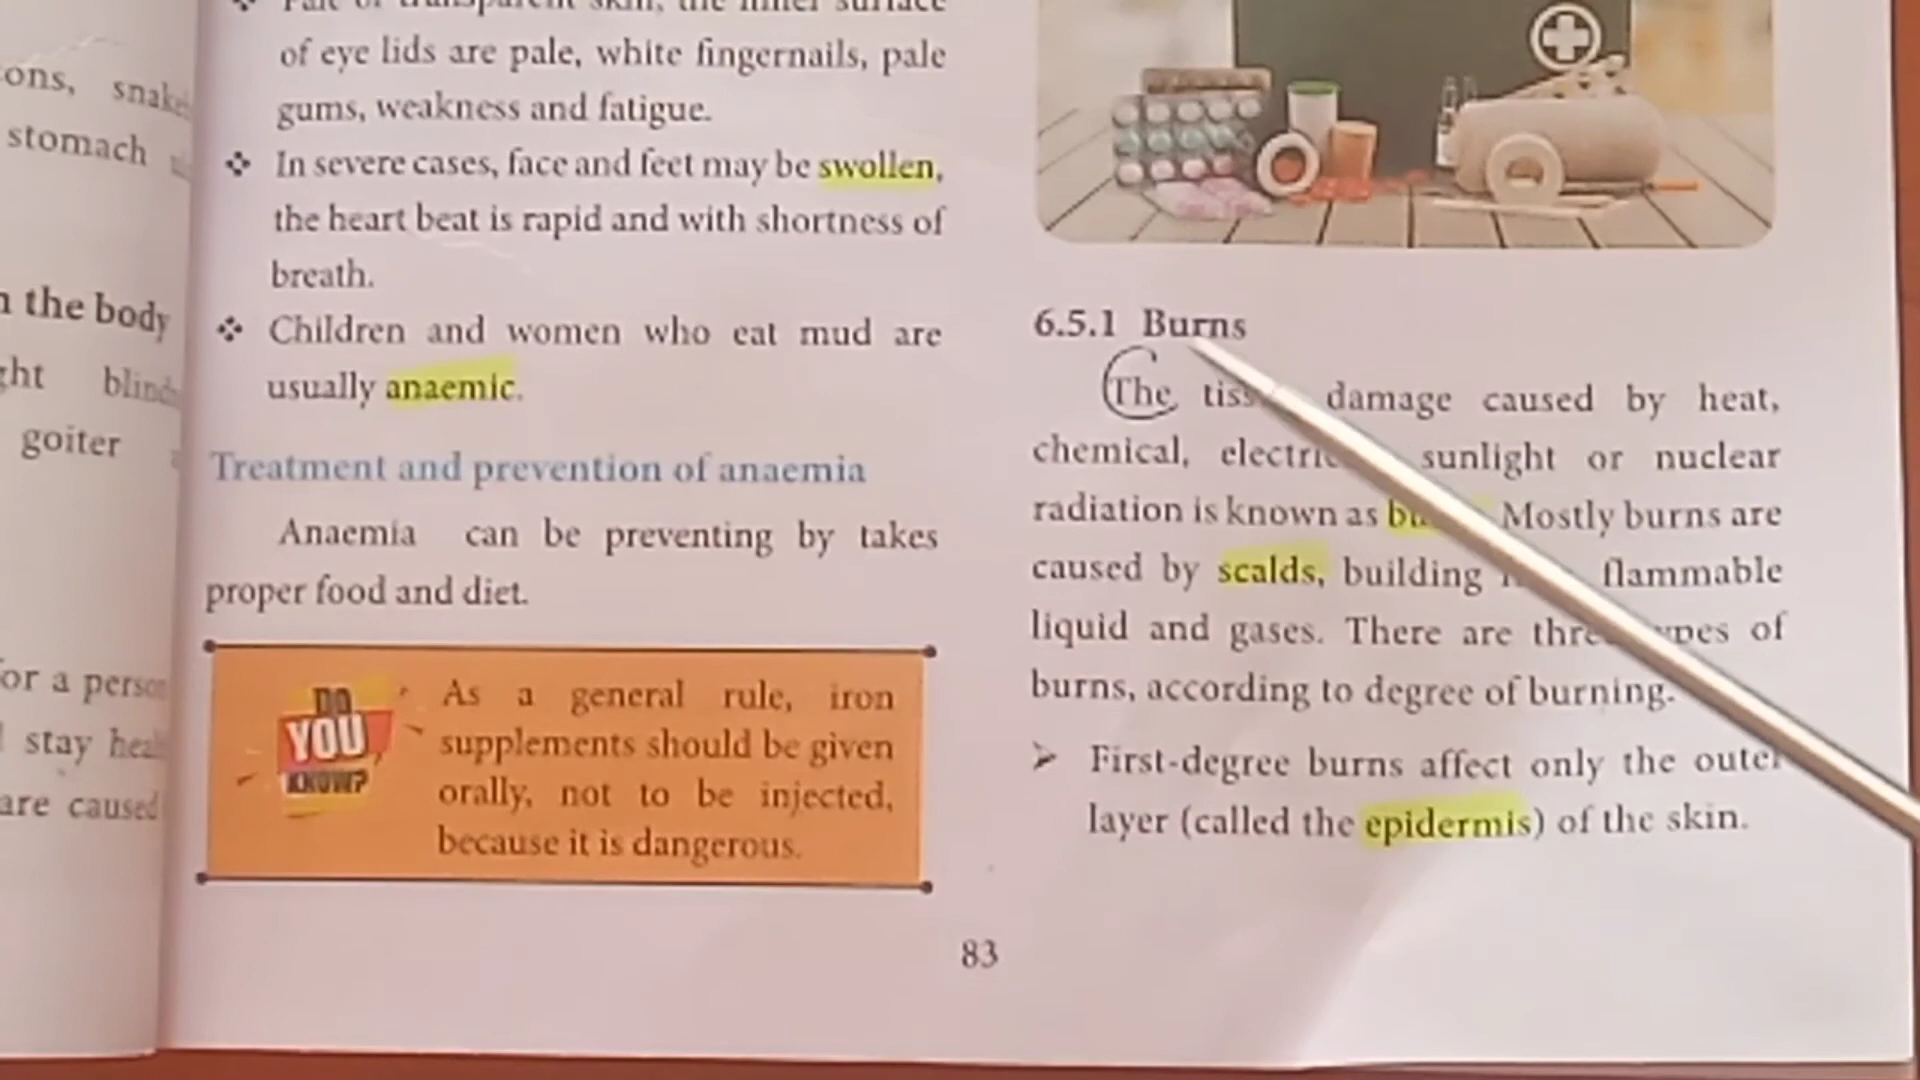 ons, snake
stomach
n the body
ght blind
goiter
or a person
stay heal
are caused
of eye lids are pale, white fingernails, pale
gums, weakness and fatigue.
❖ In severe cases, face and feet may be swollen,
the heart beat is rapid and with shortness of
breath.
❖ Children and women who eat mud are
usually anaemic.
Treatment and prevention of anaemia
Anaemia can be preventing by takes
proper food and diet.
DO
YOU
KNOW?
As a general rule, iron
supplements should be given
orally, not to be injected,
because it is dangerous.
6.5.1 Burns
The damage caused by heat,
chemical, sunlight or nuclear
radiation is known as Mostly burns are
caused by scalds, building flammable
liquid and gases. There are of
burns, according to degree of burning.
➢ First-degree burns affect only the outer
layer (called the epidermis) of the skin.
83